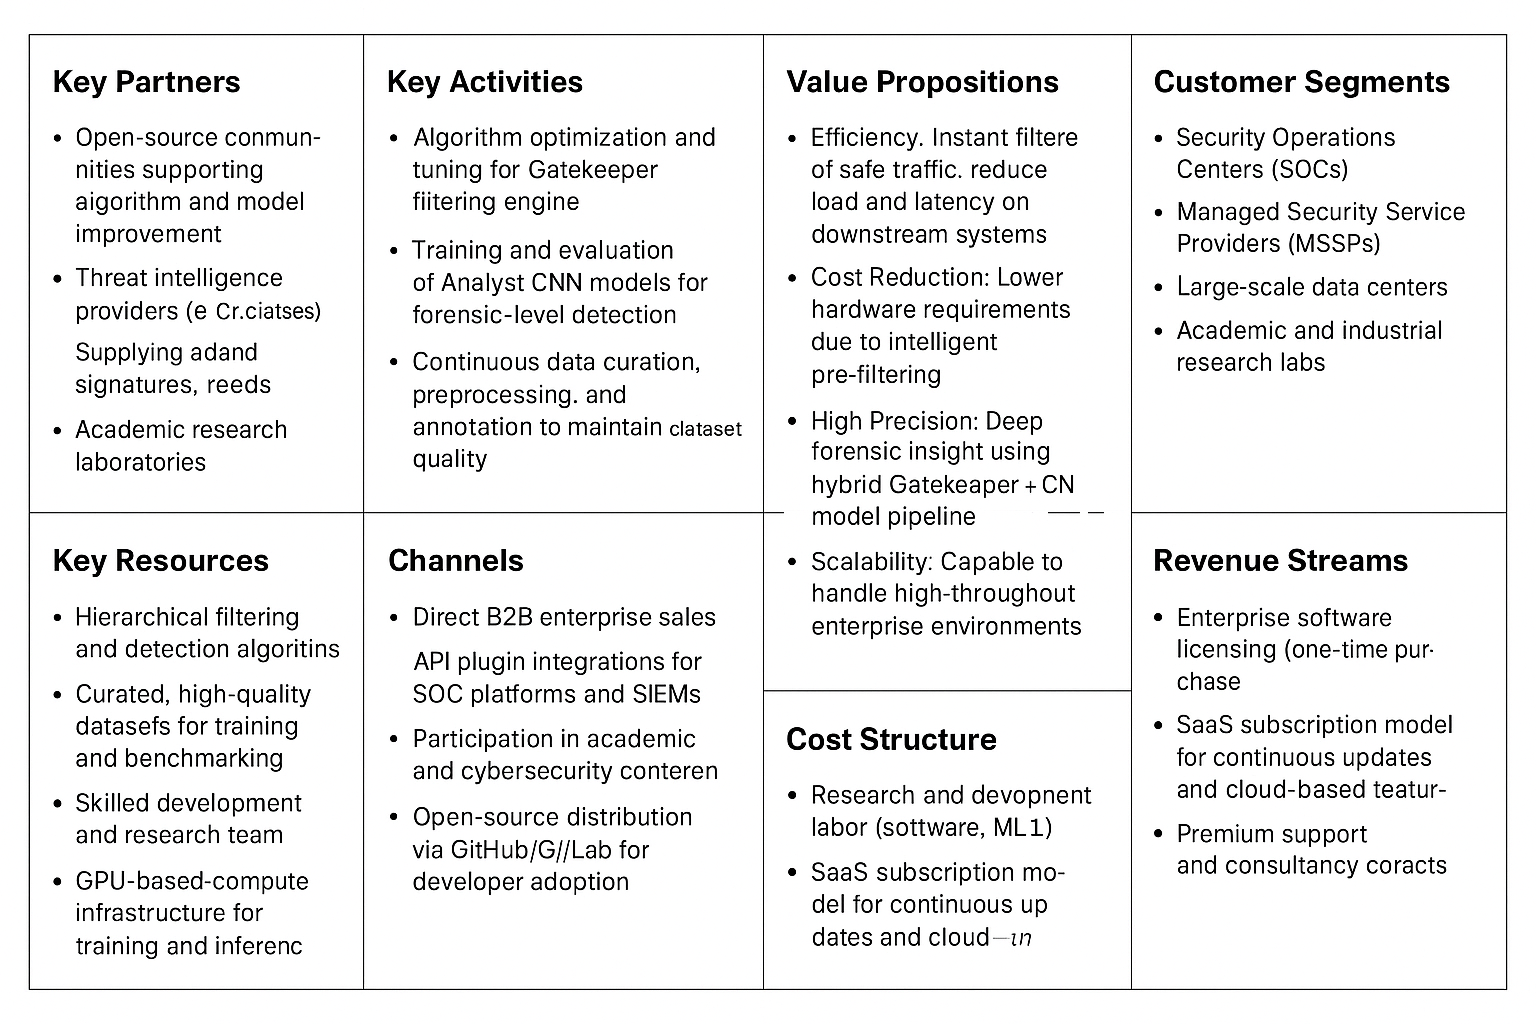 Key Partners
• Open-source conmun-
nities supporting
aigorithm and model
improvement
• Threat intelligence
providers (e Cr.ciatses)
Supplying adand
signatures, reeds
• Academic research
laboratories
Key Activities
• Algorithm optimization and
tuning for Gatekeeper
fiitering engine
• Training and evaluation
of Analyst CNN models for
forensic-level detection
• Continuous data curation,
preprocessing. and
annotation to maintain clataset
quality
Value Propositions
• Efficiency. Instant filtere
of safe traffic. reduce
load and latency on
downstream systems
• Cost Reduction: Lower
hardware requirements
due to intelligent
pre-filtering
• High Precision: Deep
forensic insight using
hybrid Gatekeaper + CN
model pipeline
• Scalability: Capable to
handle high-throughout
enterprise environments
Customer Segments
• Security Operations
Centers (SOCs)
• Managed Security Service
Providers (MSSPs)
• Large-scale data centers
• Academic and industrial
research labs
Key Resources
• Hierarchical filtering
and detection algoritins
• Curated, high-quality
datasefs for training
and benchmarking
• Skilled development
and research team
• GPU-based-compute
infrastructure for
training and inferenc
Channels
• Direct B2B enterprise sales
API plugin integrations for
SOC platforms and SIEMs
• Participation in academic
and cybersecurity conteren
• Open-source distribution
via GitHub/G//Lab for
developer adoption
Cost Structure
• Research and devopnent
labor (sottware, ML1)
• SaaS subscription mo-
del for continuous up
dates and cloud—in
Revenue Streams
• Enterprise software
licensing (one-time pur-
chase
• SaaS subscription model
for continuous updates
and cloud-based teatur-
• Premium support
and consultancy coracts